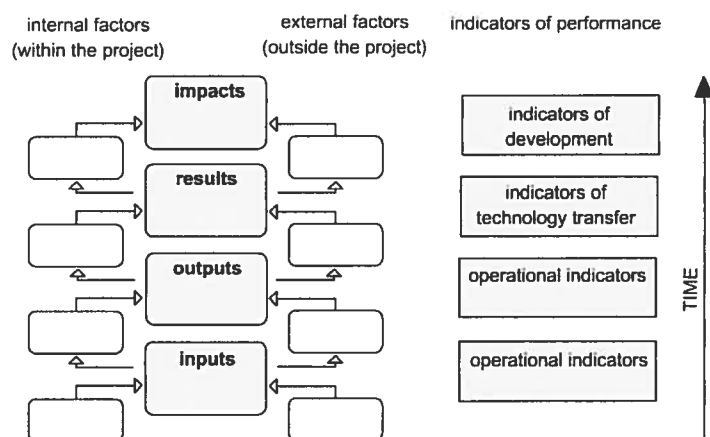 internal factors
(within the project)
external factors
(outside the project)
indicators of performance
impacts
indicators of
development
results
indicators of
technology transfer
outputs
operational indicators
inputs
operational indicators
TIME